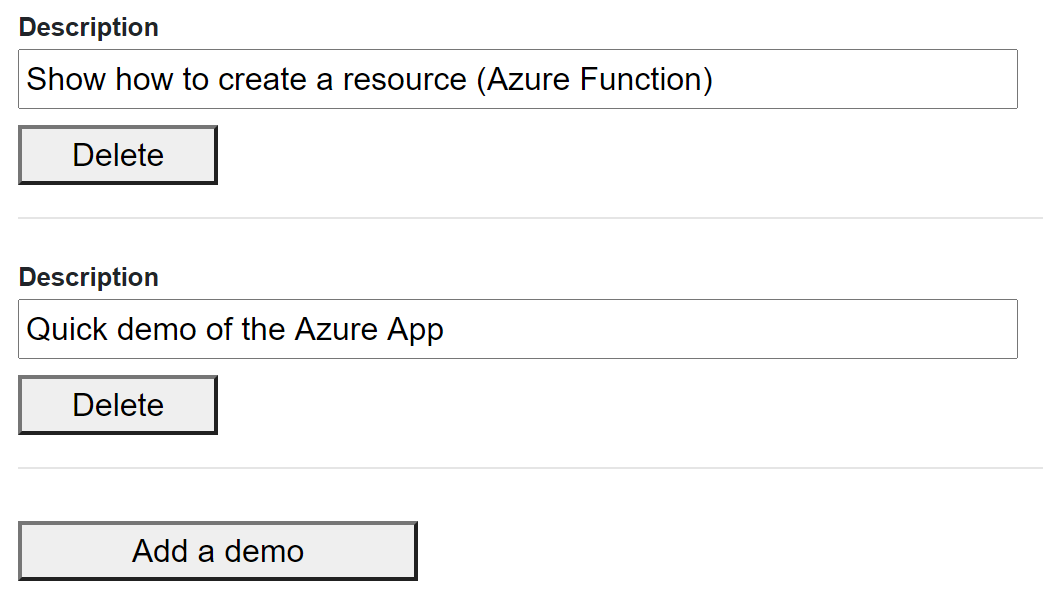 Description
Show how to create a resource (Azure Function)
Delete
Description
Quick demo of the Azure App
Delete
Add a demo